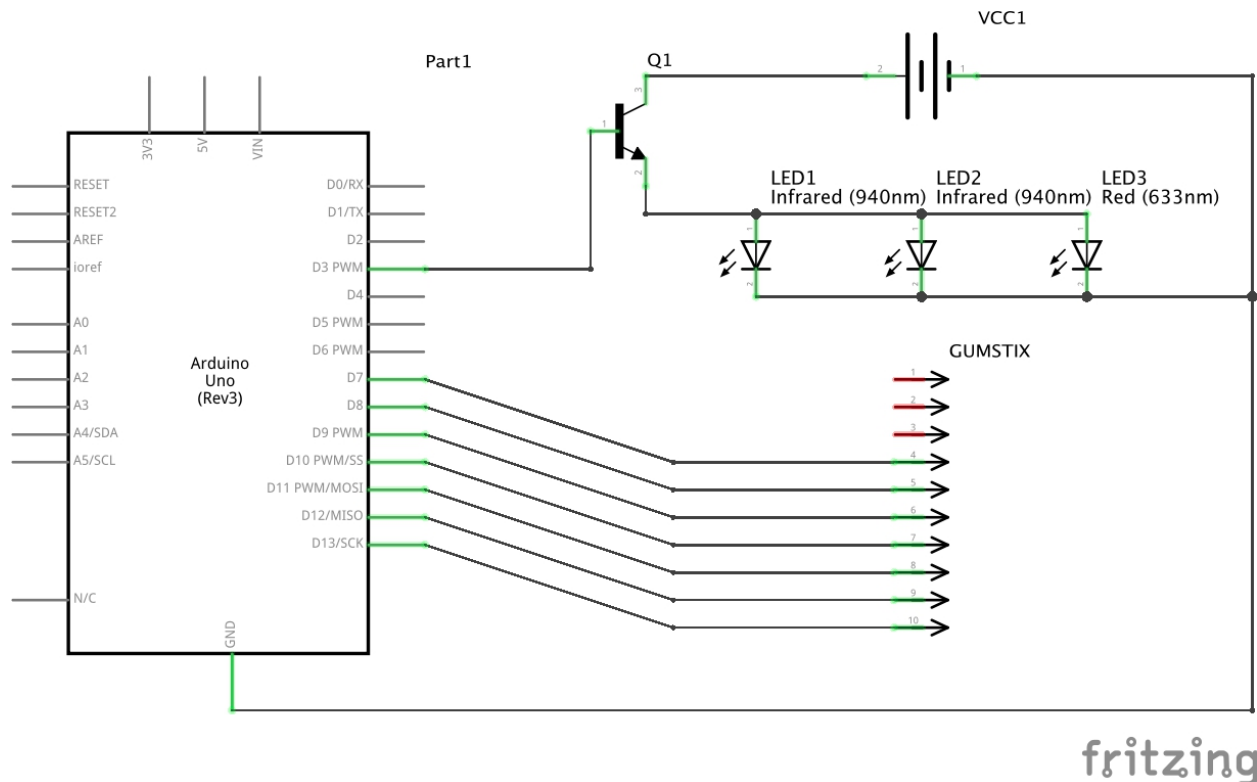 VCC1
Part1
Q1
3
2
1
1
2
3V3
5V
VIN
LED1
Infrared (940nm)
LED2
Infrared (940nm)
LED3
Red (633nm)
RESET
D0/RX
RESET2
D1/TX
AREF
D2
ioref
D3 PWM
D4
1
1
1
2
2
2
A0
D5 PWM
A1
D6 PWM
GUMSTIX
Arduino
Uno
(Rev3)
A2
D7
1
A3
D8
2
A4/SDA
D9 PWM
3
A5/SCL
D10 PWM/SS
4
D11 PWM/MOSI
5
D12/MISO
6
D13/SCK
7
8
N/C
9
10
GND
fritzing